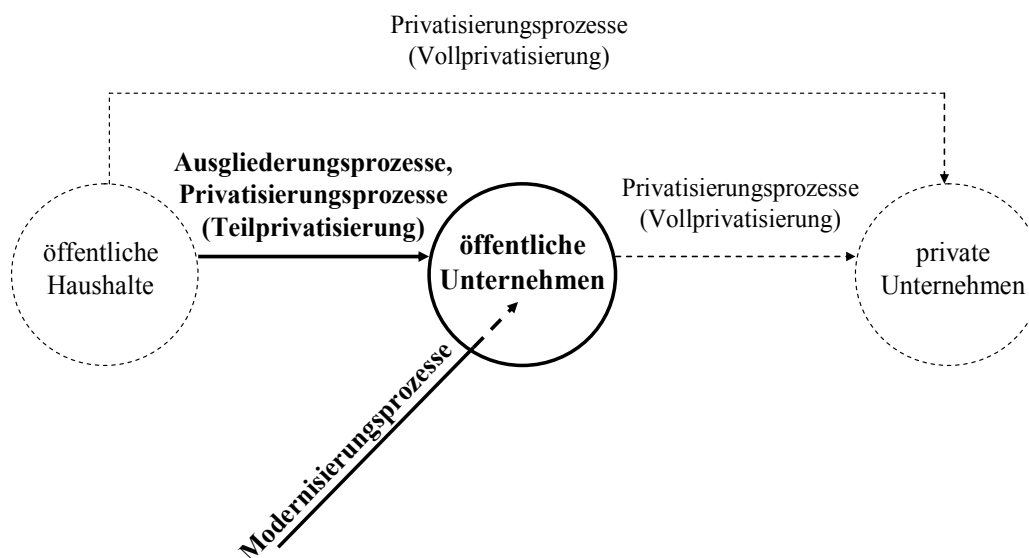 Privatisierungsprozesse
(Vollprivatisierung)
Ausgliederungsprozesse,
Privatisierungsprozesse
(Teilprivatisierung)
Privatisierungsprozesse
(Vollprivatisierung)
öffentliche
Haushalte
öffentliche
Unternehmen
private
Unternehmen
Modernisierungsprozesse